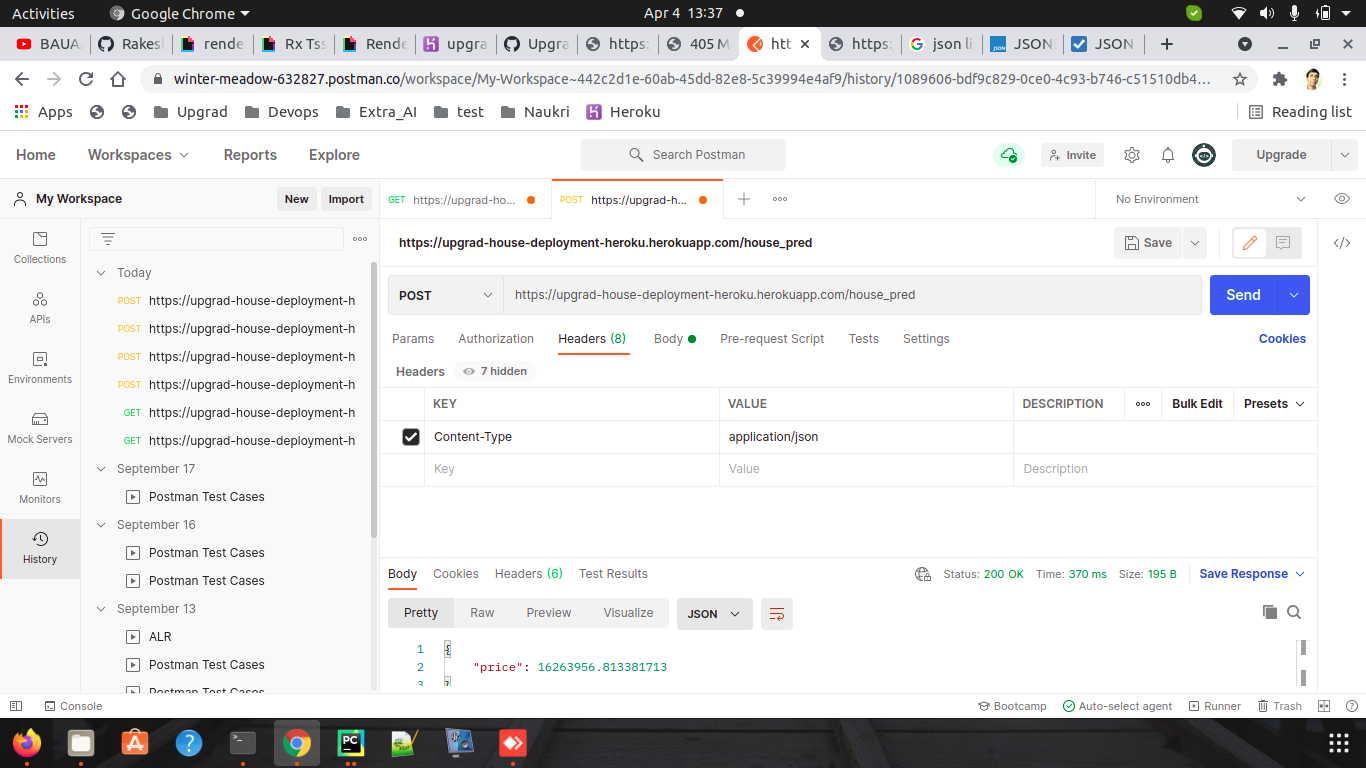 Activities
Google Chrome
Apr 4 13:37
BAUA
Rakes
rende
Rx Tss
Rende
upgra
Upgra
https:
405 M
htt
https:
json li
JSON
JSON
winter-meadow-632827.postman.co/workspace/My-Workspace~442c2d1e-60ab-45dd-82e8-5c39994e4af9/history/1089606-bdf9c829-0ce0-4c93-b746-c51510db4...
Apps
Upgrad
Devops
Extra_AI
test
Naukri
Heroku
Reading list
Home
Workspaces
Reports
Explore
Search Postman
Invite
Upgrade
My Workspace
New
Import
GET https://upgrad-ho...
POST https://upgrad-h...
No Environment
Collections
APIs
Environments
Mock Servers
Monitors
History
Today
POST https://upgrad-house-deployment-h
POST https://upgrad-house-deployment-h
POST https://upgrad-house-deployment-h
POST https://upgrad-house-deployment-h
GET https://upgrad-house-deployment-h
GET https://upgrad-house-deployment-h
September 17
Postman Test Cases
September 16
Postman Test Cases
Postman Test Cases
September 13
ALR
Postman Test Cases
Postman Test Cases
https://upgrad-house-deployment-heroku.herokuapp.com/house_pred
Save
POST
https://upgrad-house-deployment-heroku.herokuapp.com/house_pred
Send
Params
Authorization
Headers (8)
Body
Pre-request Script
Tests
Settings
Cookies
Headers
7 hidden
KEY
VALUE
DESCRIPTION
Bulk Edit
Presets
Content-Type
application/json
Key
Value
Description
Body
Cookies
Headers (6)
Test Results
Status: 200 OK
Time: 370 ms
Size: 195 B
Save Response
Pretty
Raw
Preview
Visualize
JSON
1 {
2 "price": 16263956.813381713
3 }
Console
Bootcamp
Auto-select agent
Runner
Trash